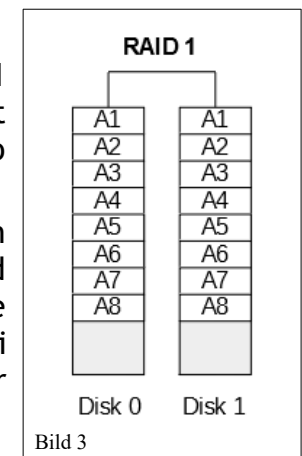 RAID 1
A1 A1
A2 A2
A3 A3
A4 A4
A5 A5
A6 A6
A7 A7
A8 A8
Disk 0 Disk 1
Bild 3